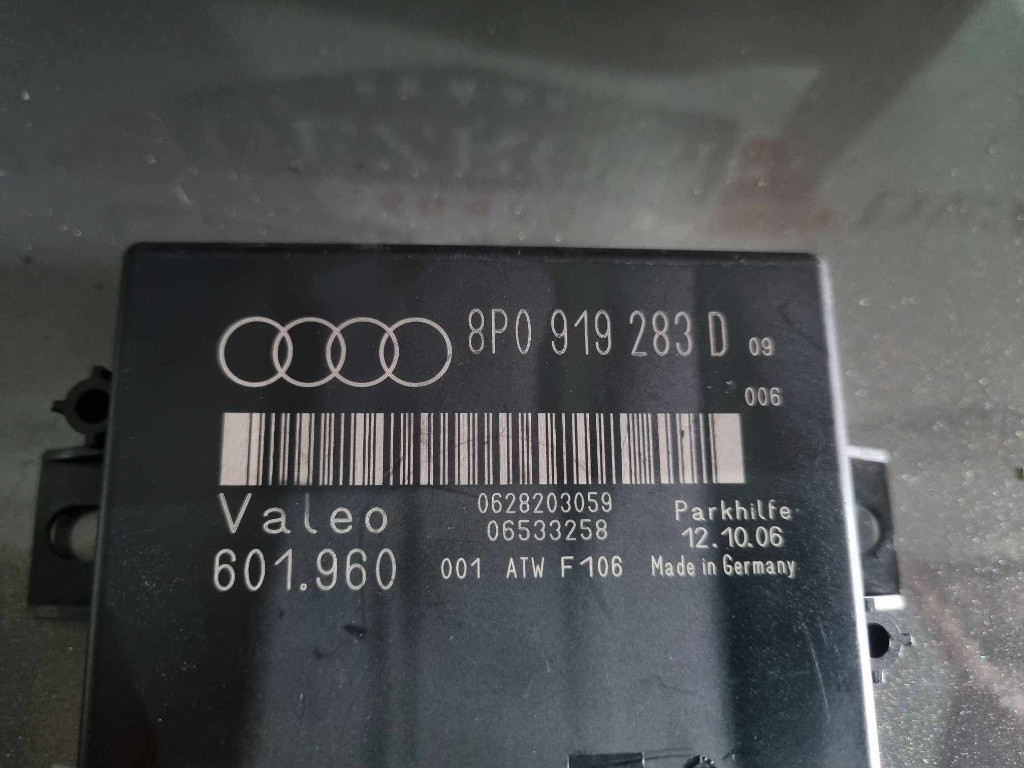 8P0 919 283 D 09
006
Valeo
0628203059
06533258
Parkhilfe
12.10.06
601.960
001 ATW F106
Made in Germany